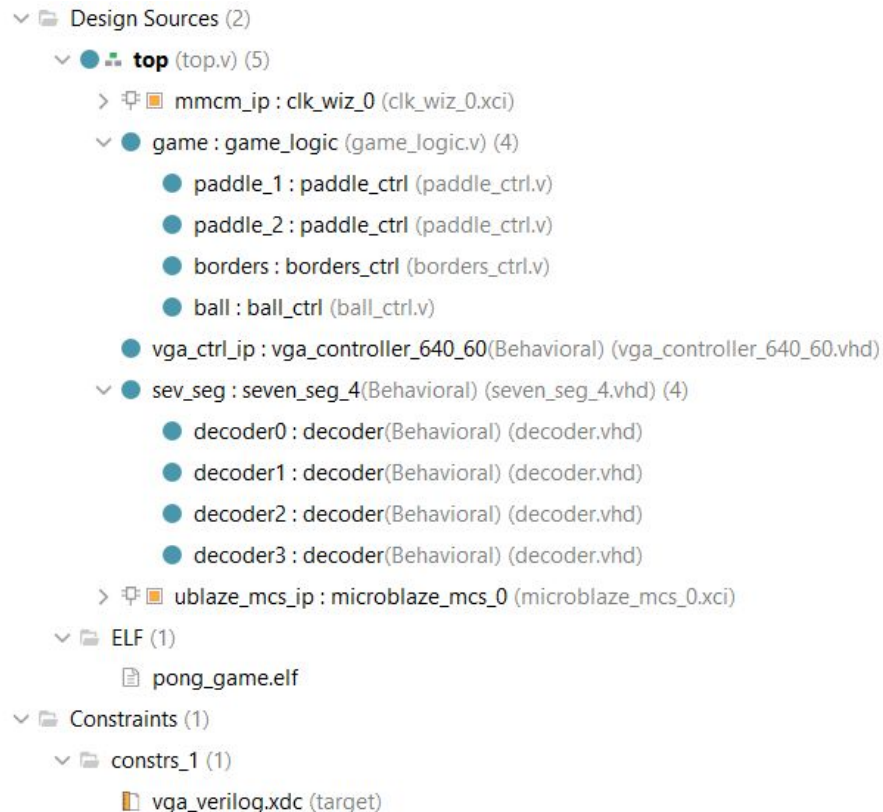 Design Sources (2)
top (top.v) (5)
mmcm_ip : clk_wiz_0 (clk_wiz_0.xci)
game : game_logic (game_logic.v) (4)
paddle_1 : paddle_ctrl (paddle_ctrl.v)
paddle_2 : paddle_ctrl (paddle_ctrl.v)
borders : borders_ctrl (borders_ctrl.v)
ball : ball_ctrl (ball_ctrl.v)
vga_ctrl_ip : vga_controller_640_60(Behavioral) (vga_controller_640_60.vhd)
sev_seg : seven_seg_4(Behavioral) (seven_seg_4.vhd) (4)
decoder0 : decoder(Behavioral) (decoder.vhd)
decoder1 : decoder(Behavioral) (decoder.vhd)
decoder2 : decoder(Behavioral) (decoder.vhd)
decoder3 : decoder(Behavioral) (decoder.vhd)
ublaze_mcs_ip : microblaze_mcs_0 (microblaze_mcs_0.xci)
ELF (1)
pong_game.elf
Constraints (1)
constrs_1 (1)
vga_verilog.xdc (target)